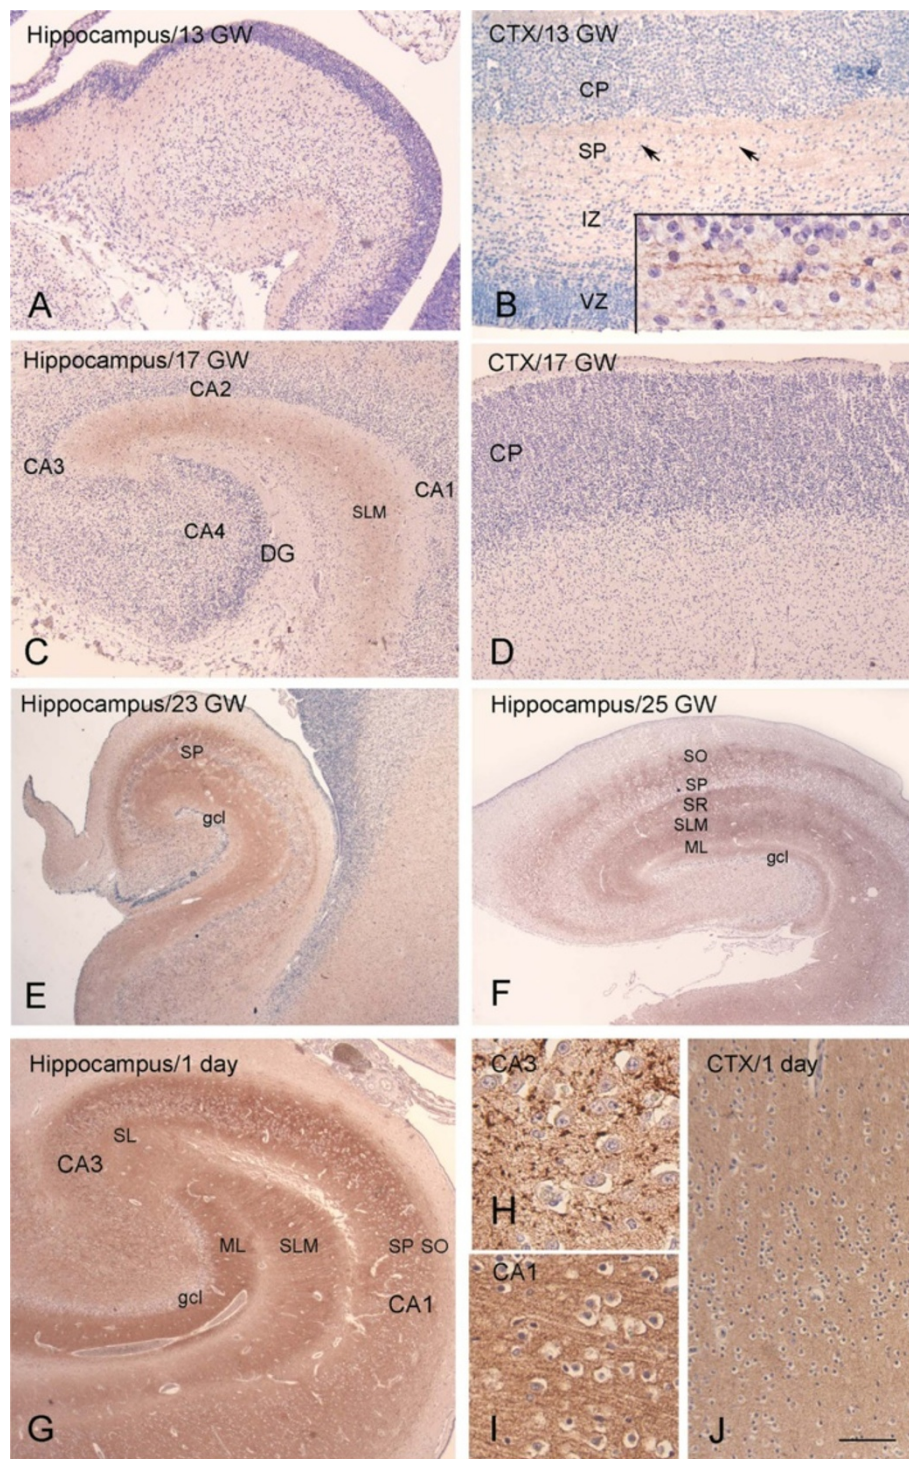 Hippocampus/13 GW
A
CTX/13 GW
CP
SP
IZ
VZ
B
Hippocampus/17 GW
CA2
CA3
CA1
SLM
CA4
DG
C
CTX/17 GW
CP
D
Hippocampus/23 GW
SP
gcl
E
Hippocampus/25 GW
SO
SP
SR
SLM
ML
gcl
F
Hippocampus/1 day
SL
CA3
ML SLM SP SO
gcl CA1
G
CA3
H
CA1
I
CTX/1 day
J